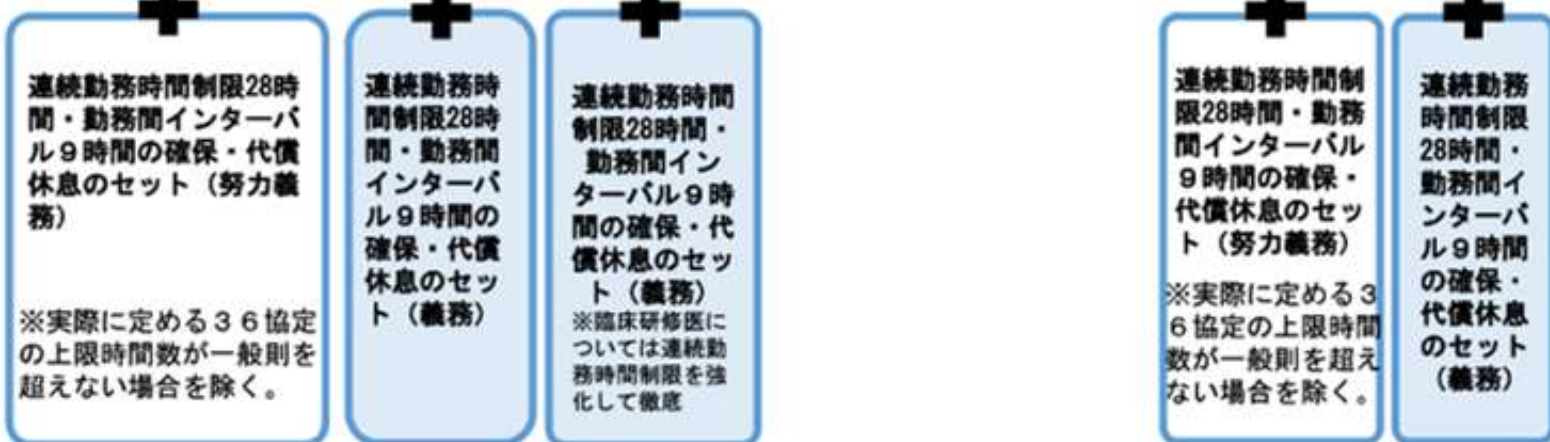 連続勤務時間制限28時
間・勤務間インターバ
ル９時間の確保・代償
休息のセット（努力義
務）
※実際に定める３６協定
の上限時間数が一般則を
超えない場合を除く。
連続勤務時
間制限28時
間・勤務間
インターバ
ル９時間の
確保・代償
休息のセッ
ト（義務）
連続勤務時間
制限28時間・
勤務間イン
ターバル９時
間の確保・代
償休息のセッ
ト（義務）
※臨床研修医に
ついては連続勤
務時間制限を強
化して徹底
連続勤務時間制
限28時間・勤務
間インターバル
９時間の確保・
代償休息のセッ
ト（努力義務）
※実際に定める３
６協定の上限時間
数が一般則を超え
ない場合を除く。
連続勤務
時間制限
28時間・
勤務間イ
ンターバ
ル９時間
の確保・
代償休息
のセット
（義務）